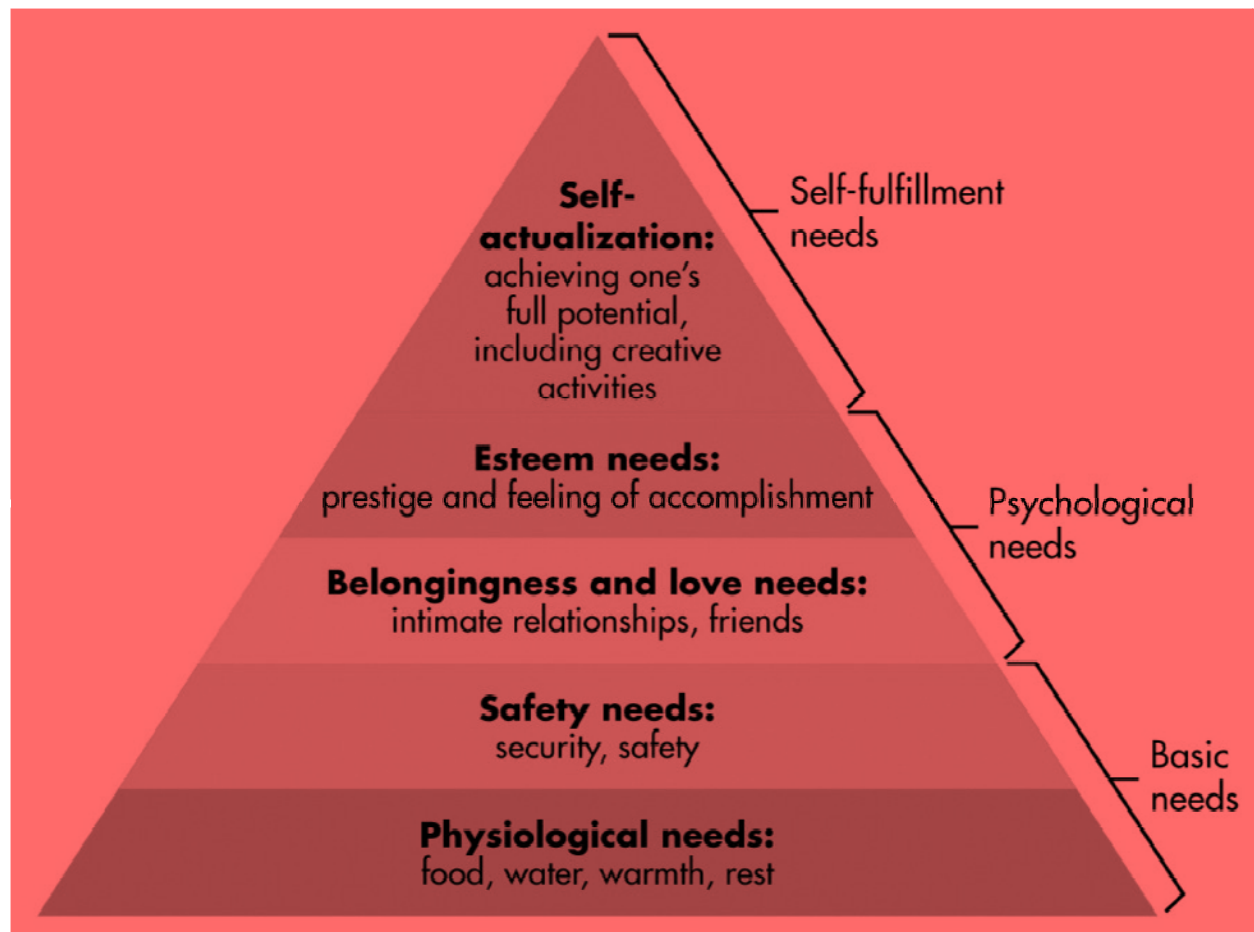 Self-
actualization:
achieving one's
full potential,
including creative
activities
Self-fulfillment
needs
Esteem needs:
prestige and feeling of accomplishment
Belongingness and love needs:
intimate relationships, friends
Psychological
needs
Safety needs:
security, safety
Physiological needs:
food, water, warmth, rest
Basic
needs